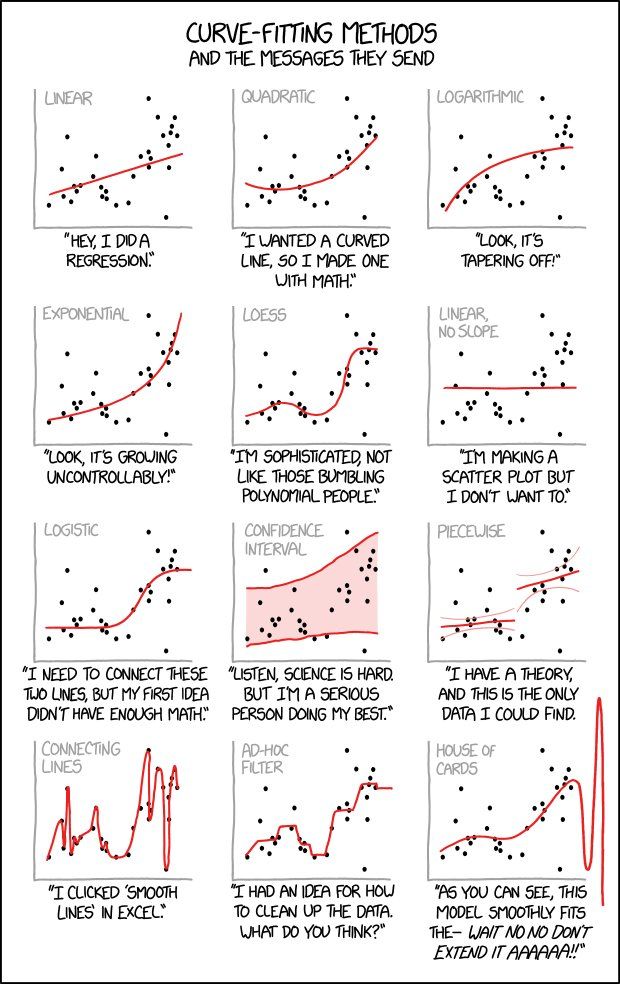 CURVE-FITTING METHODS
AND THE MESSAGES THEY SEND
LINEAR
"HEY, I DID A
REGRESSION."
QUADRATIC
"I WANTED A CURVED
LINE, SO I MADE ONE
WITH MATH."
LOGARITHMIC
"LOOK, IT'S
TAPERING OFF!"
EXPONENTIAL
"LOOK, IT'S GROWING
UNCONTROLLABLY!"
LOESS
"I'M SOPHISTICATED, NOT
LIKE THOSE BUMBLING
POLYNOMIAL PEOPLE."
LINEAR,
NO SLOPE
"I'M MAKING A
SCATTER PLOT BUT
I DON'T WANT TO."
LOGISTIC
"I NEED TO CONNECT THESE
TWO LINES, BUT MY FIRST IDEA
DIDN'T HAVE ENOUGH MATH."
CONFIDENCE
INTERVAL
"LISTEN, SCIENCE IS HARD.
BUT I'M A SERIOUS
PERSON DOING MY BEST."
PIECEWISE
"I HAVE A THEORY,
AND THIS IS THE ONLY
DATA I COULD FIND.
CONNECTING
LINES
"I CLICKED 'SMOOTH
LINES' IN EXCEL."
AD-HOC
FILTER
"I HAD AN IDEA FOR HOW
TO CLEAN UP THE DATA.
WHAT DO YOU THINK?"
HOUSE OF
CARDS
"AS YOU CAN SEE, THIS
MODEL SMOOTHLY FITS
THE- WAIT NO NO DON'T
EXTEND IT AAAAAA!!"